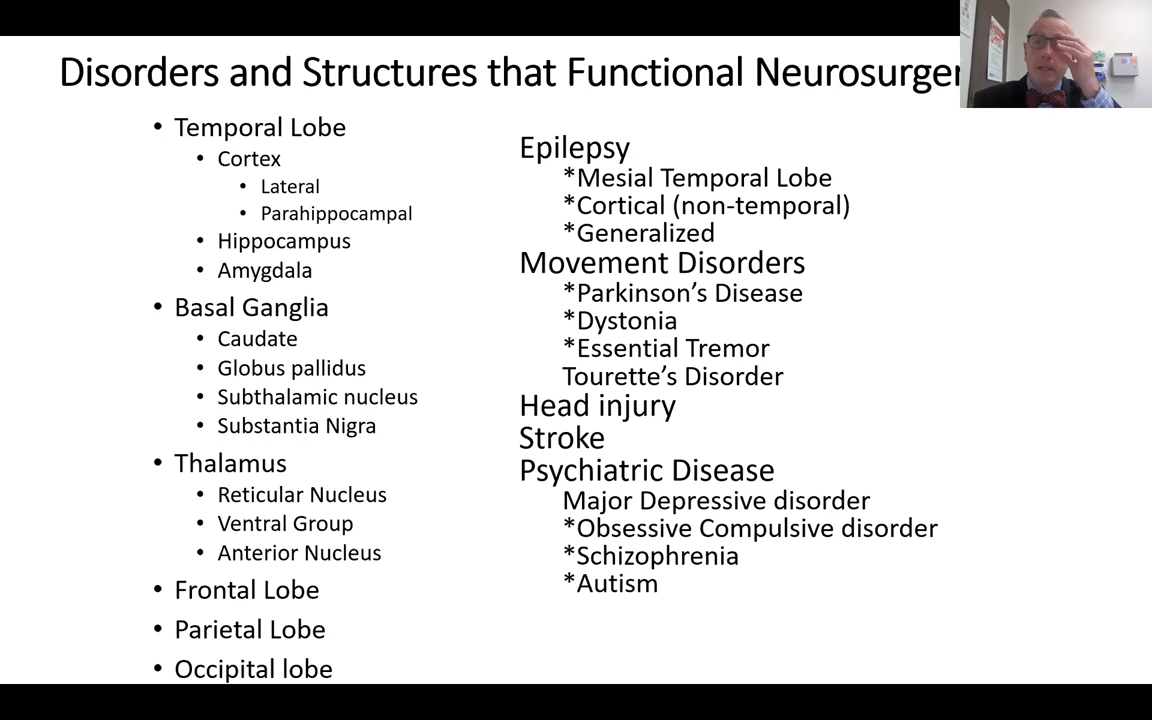 Disorders and Structures that Functional Neurosurger
• Temporal Lobe
• Cortex
• Lateral
• Parahippocampal
• Hippocampus
• Amygdala
• Basal Ganglia
• Caudate
• Globus pallidus
• Subthalamic nucleus
• Substantia Nigra
• Thalamus
• Reticular Nucleus
• Ventral Group
• Anterior Nucleus
• Frontal Lobe
• Parietal Lobe
• Occipital lobe
Epilepsy
*Mesial Temporal Lobe
*Cortical (non-temporal)
*Generalized
Movement Disorders
*Parkinson’s Disease
*Dystonia
*Essential Tremor
Tourette’s Disorder
Head injury
Stroke
Psychiatric Disease
Major Depressive disorder
*Obsessive Compulsive disorder
*Schizophrenia
*Autism